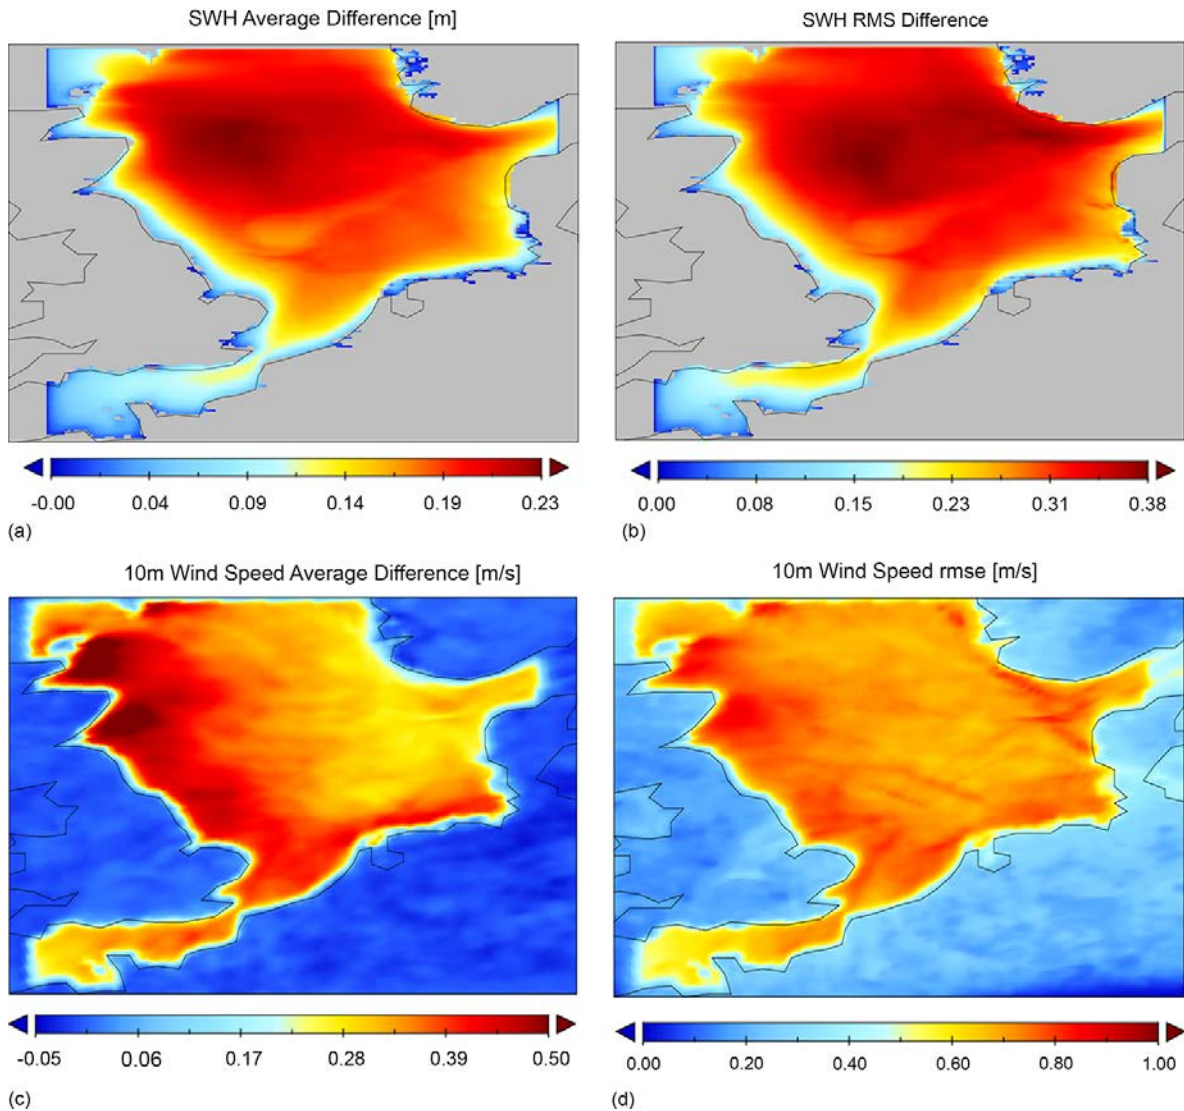 SWH Average Difference [m]
SWH RMS Difference
-0.00 0.04 0.09 0.14 0.19 0.23
0.00 0.08 0.15 0.23 0.31 0.38
(a)
(b)
10m Wind Speed Average Difference [m/s]
10m Wind Speed rmse [m/s]
-0.05 0.06 0.17 0.28 0.39 0.50
0.00 0.20 0.40 0.60 0.80 1.00
(c)
(d)